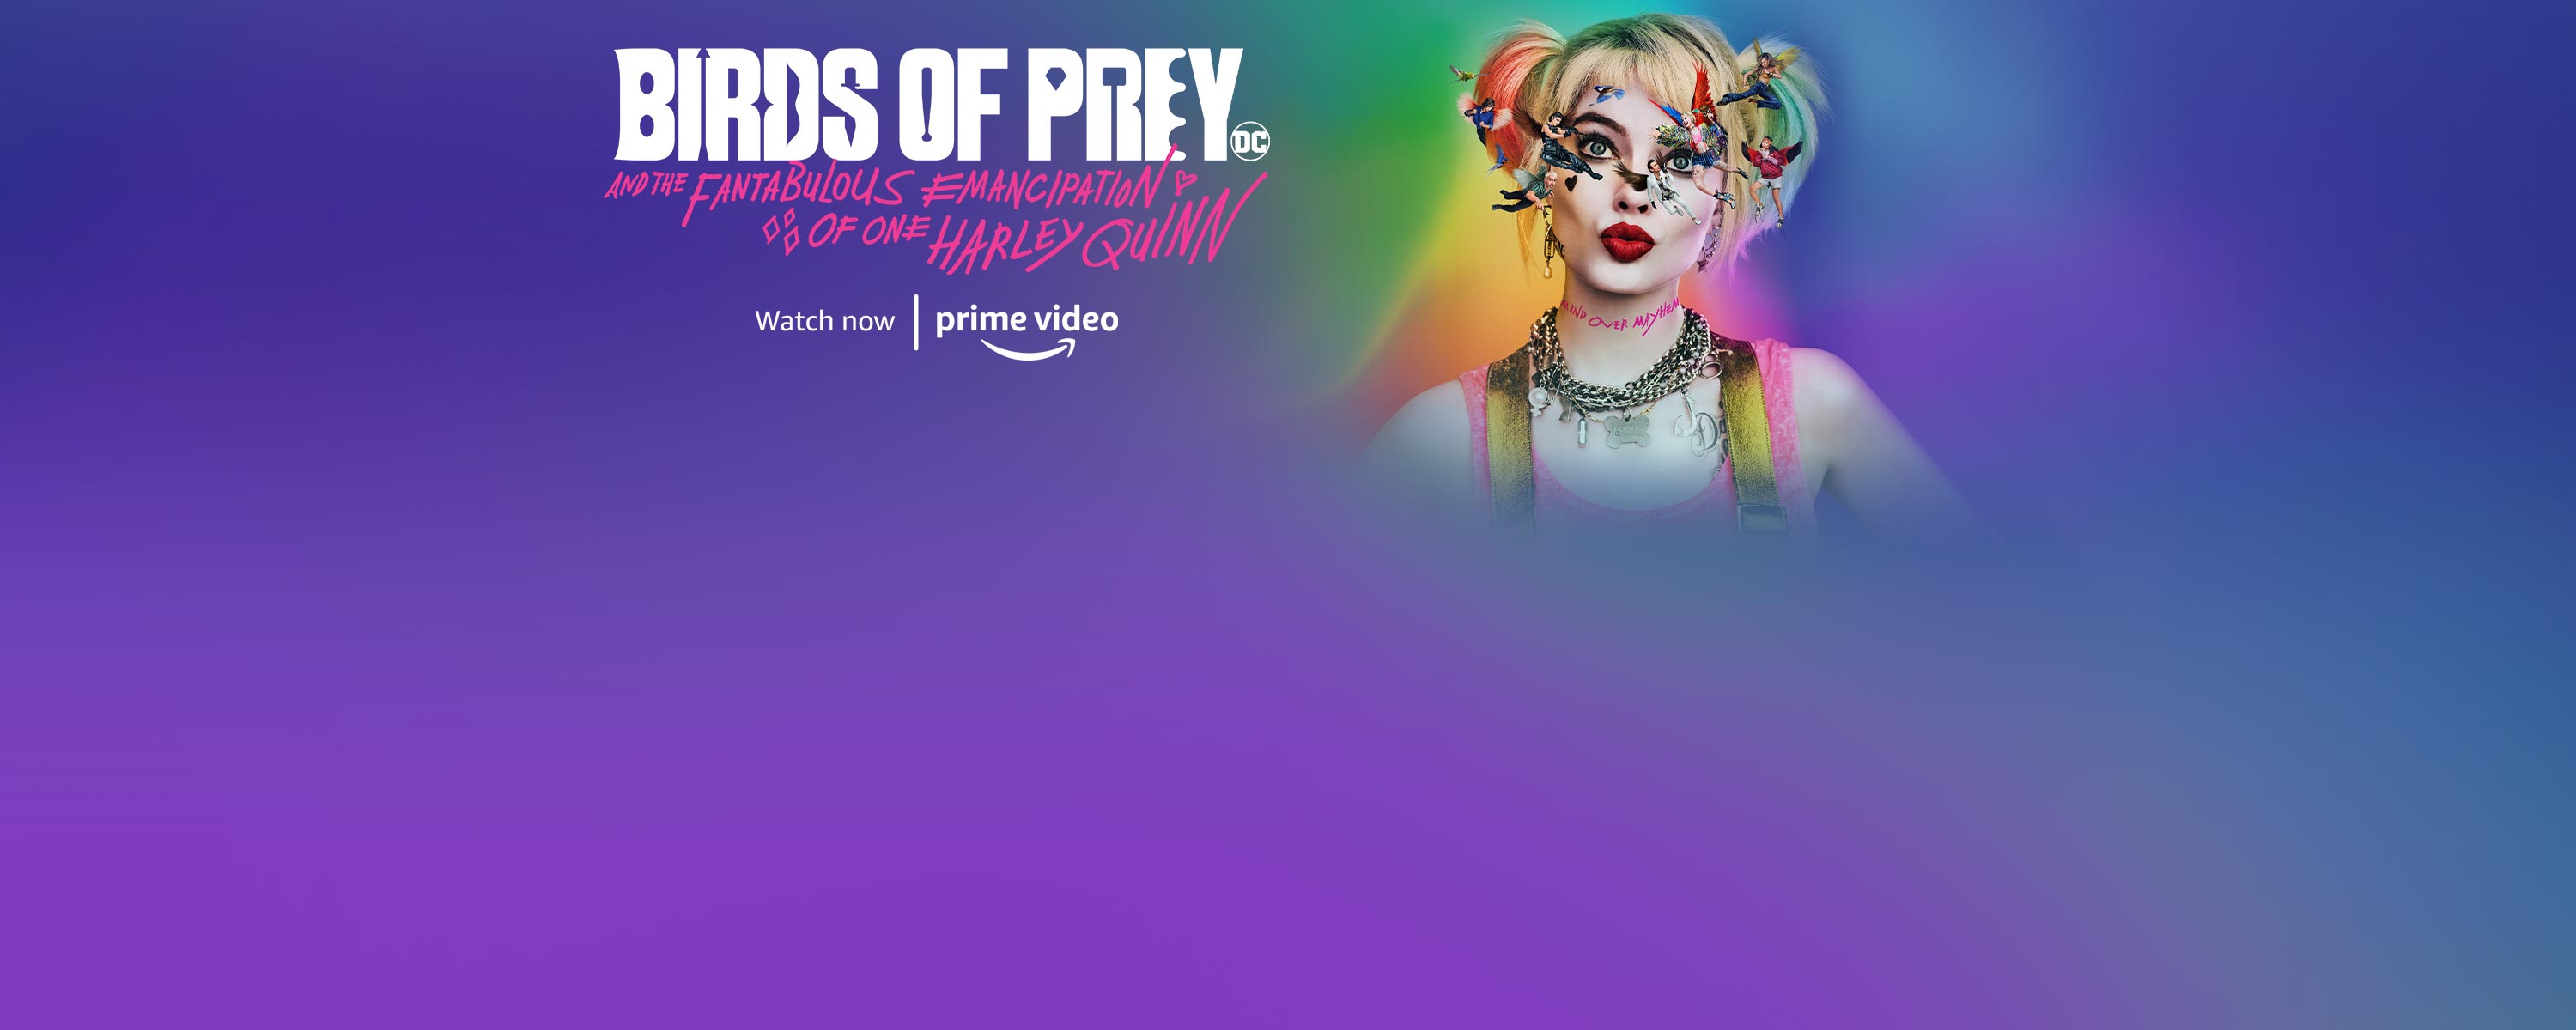 BIRDS OF PREY
DC
AND THE FANTABULOUS EMANCIPATION
OF ONE HARLEY QUINN
Watch now | prime video
MIND OVER MAYHEM